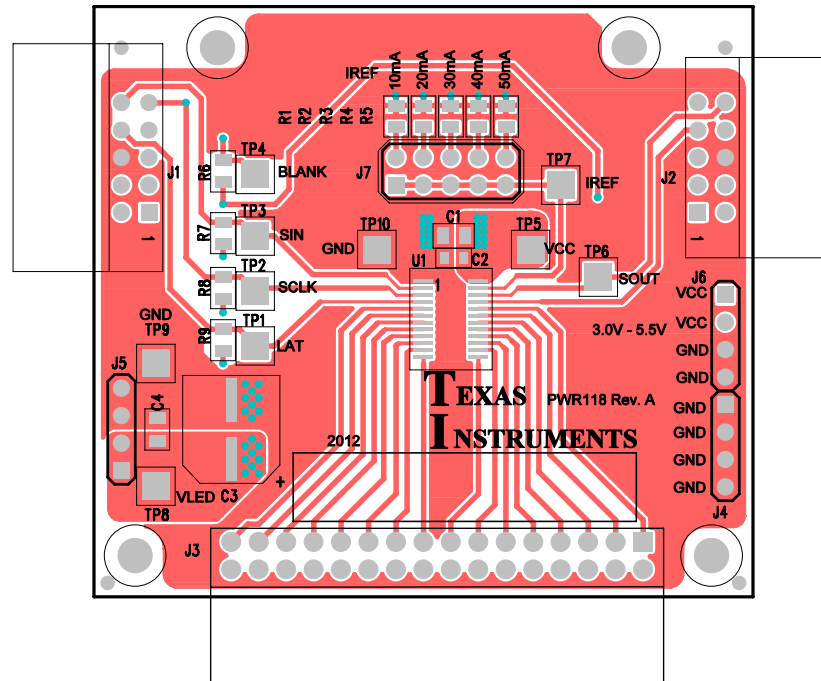 10mA
20mA
30mA
40mA
50mA
IREF
R1
R2
R3
R4
R5
TP4
R6
BLANK
J1
J7
TP7
IREF
J2
TP3
R7
SIN
1
TP10
GND
C1
TP5
VCC
1
TP2
R8
SCLK
U1
C2
1
TP6
SOUT
J6
VCC
VCC
3.0V - 5.5V
GND
GND
GND
TP9
TP1
R9
LAT
J5
C4
TEXAS
INSTRUMENTS
PWR118 Rev. A
GND
GND
GND
GND
J4
2012
VLED
C3
+
TP8
J3